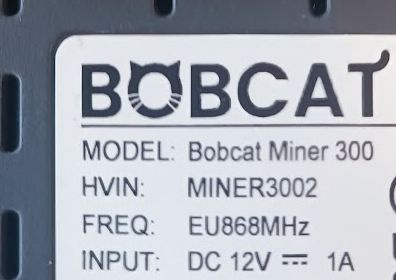 BOBCAT
MODEL: Bobcat Miner 300
HVIN: MINER3002
FREQ: EU868MHz
INPUT: DC 12V ⎓ 1A